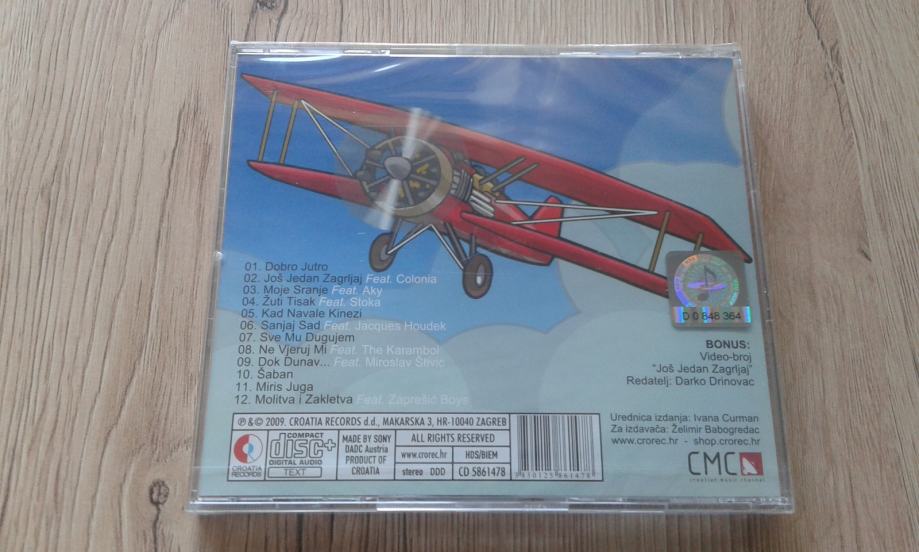 01. Dobro Jutro
02. Još Jedan Zagrljaj Feat. Colonia
03. Moje Sranje Feat. Aky
04. Žuti Tisak Feat. Stoka
05. Kad Navale Kinezi
06. Sanjaj Sad Feat. Jacques Houdek
07. Sve Mu Dugujem
08. Ne Vjeruj Mi Feat. The Karambol
09. Dok Dunav... Feat. Miroslav Štivić
10. Šaban
11. Miris Juga
12. Molitva i Zakletva Feat. Zaprešić Boys
D 0 848 364
BONUS:
Video-broj
"Još Jedan Zagrljaj"
Redatelj: Darko Drinovac
℗&© 2009. CROATIA RECORDS d.d., MAKARSKA 3, HR-10040 ZAGREB
CROATIA
RECORDS
COMPACT
disc+
DIGITAL AUDIO
TEXT
MADE BY SONY
DADC Austria
PRODUCT OF
CROATIA
ALL RIGHTS RESERVED
www.crorec.hr
HDS/BIEM
stereo DDD
CD 5861478
Urednica izdanja: Ivana Curman
Za izdavača: Želimir Babogredac
www.crorec.hr - shop.crorec.hr
CMC
croatian music channel